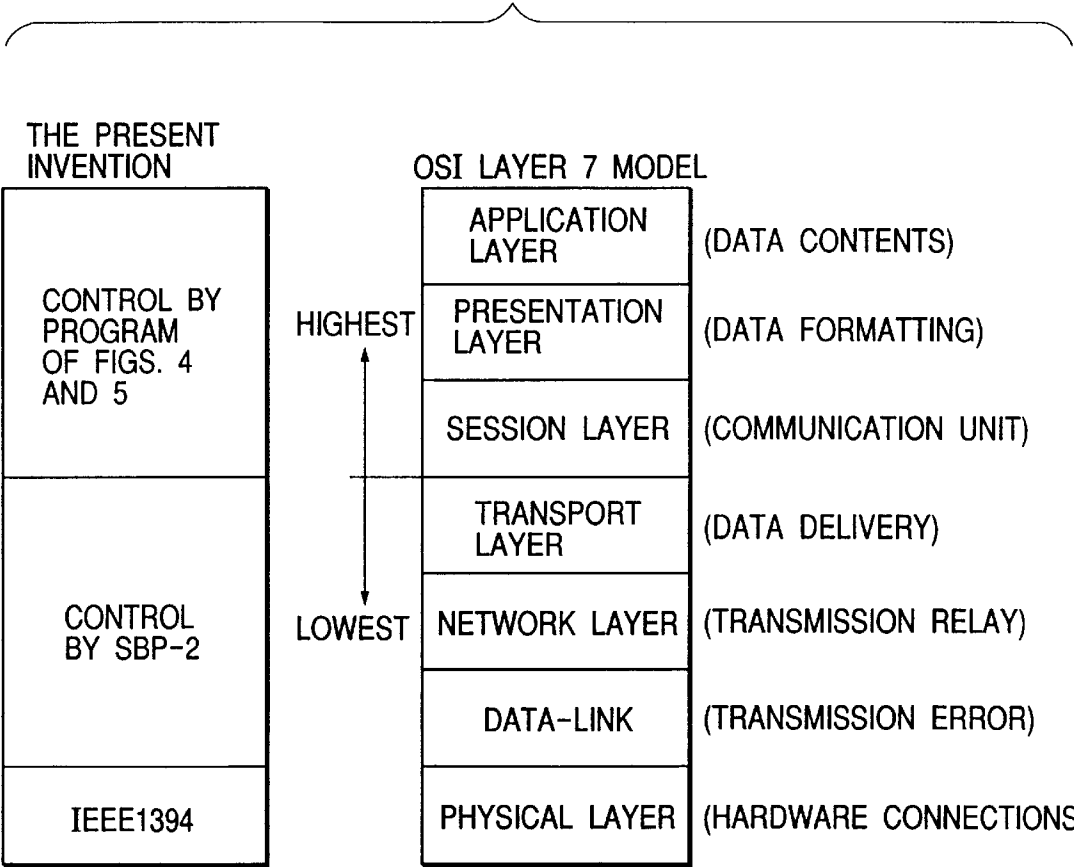 THE PRESENT
INVENTION
CONTROL BY
PROGRAM
OF FIGS. 4
AND 5
CONTROL
BY SBP-2
IEEE1394
HIGHEST
LOWEST
OSI LAYER 7 MODEL
APPLICATION
LAYER
(DATA CONTENTS)
PRESENTATION
LAYER
(DATA FORMATTING)
SESSION LAYER
(COMMUNICATION UNIT)
TRANSPORT
LAYER
(DATA DELIVERY)
NETWORK LAYER
(TRANSMISSION RELAY)
DATA-LINK
(TRANSMISSION ERROR)
PHYSICAL LAYER
(HARDWARE CONNECTIONS